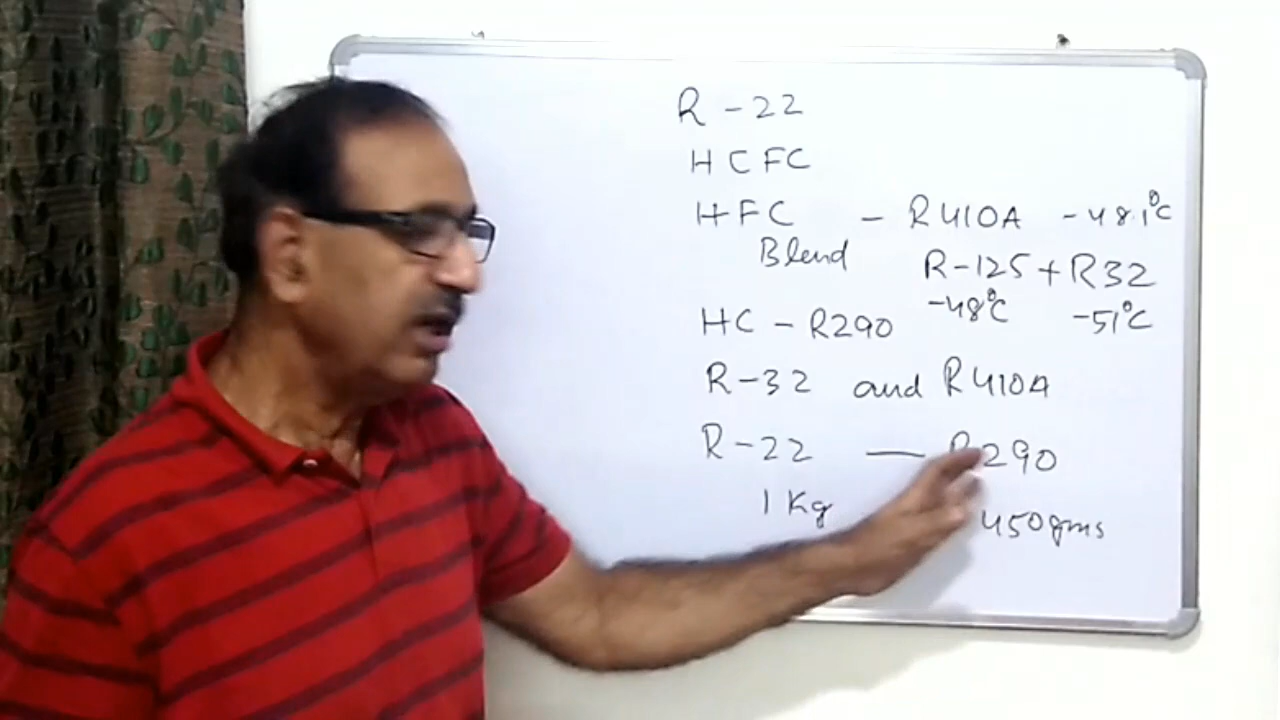 R-22
HCFC
HFC - R410A -48.1°C
Blend R-125 + R32
-48°C -51°C
HC - R290
R-32 and R410A
R-22 — R290
1 Kg 450gms